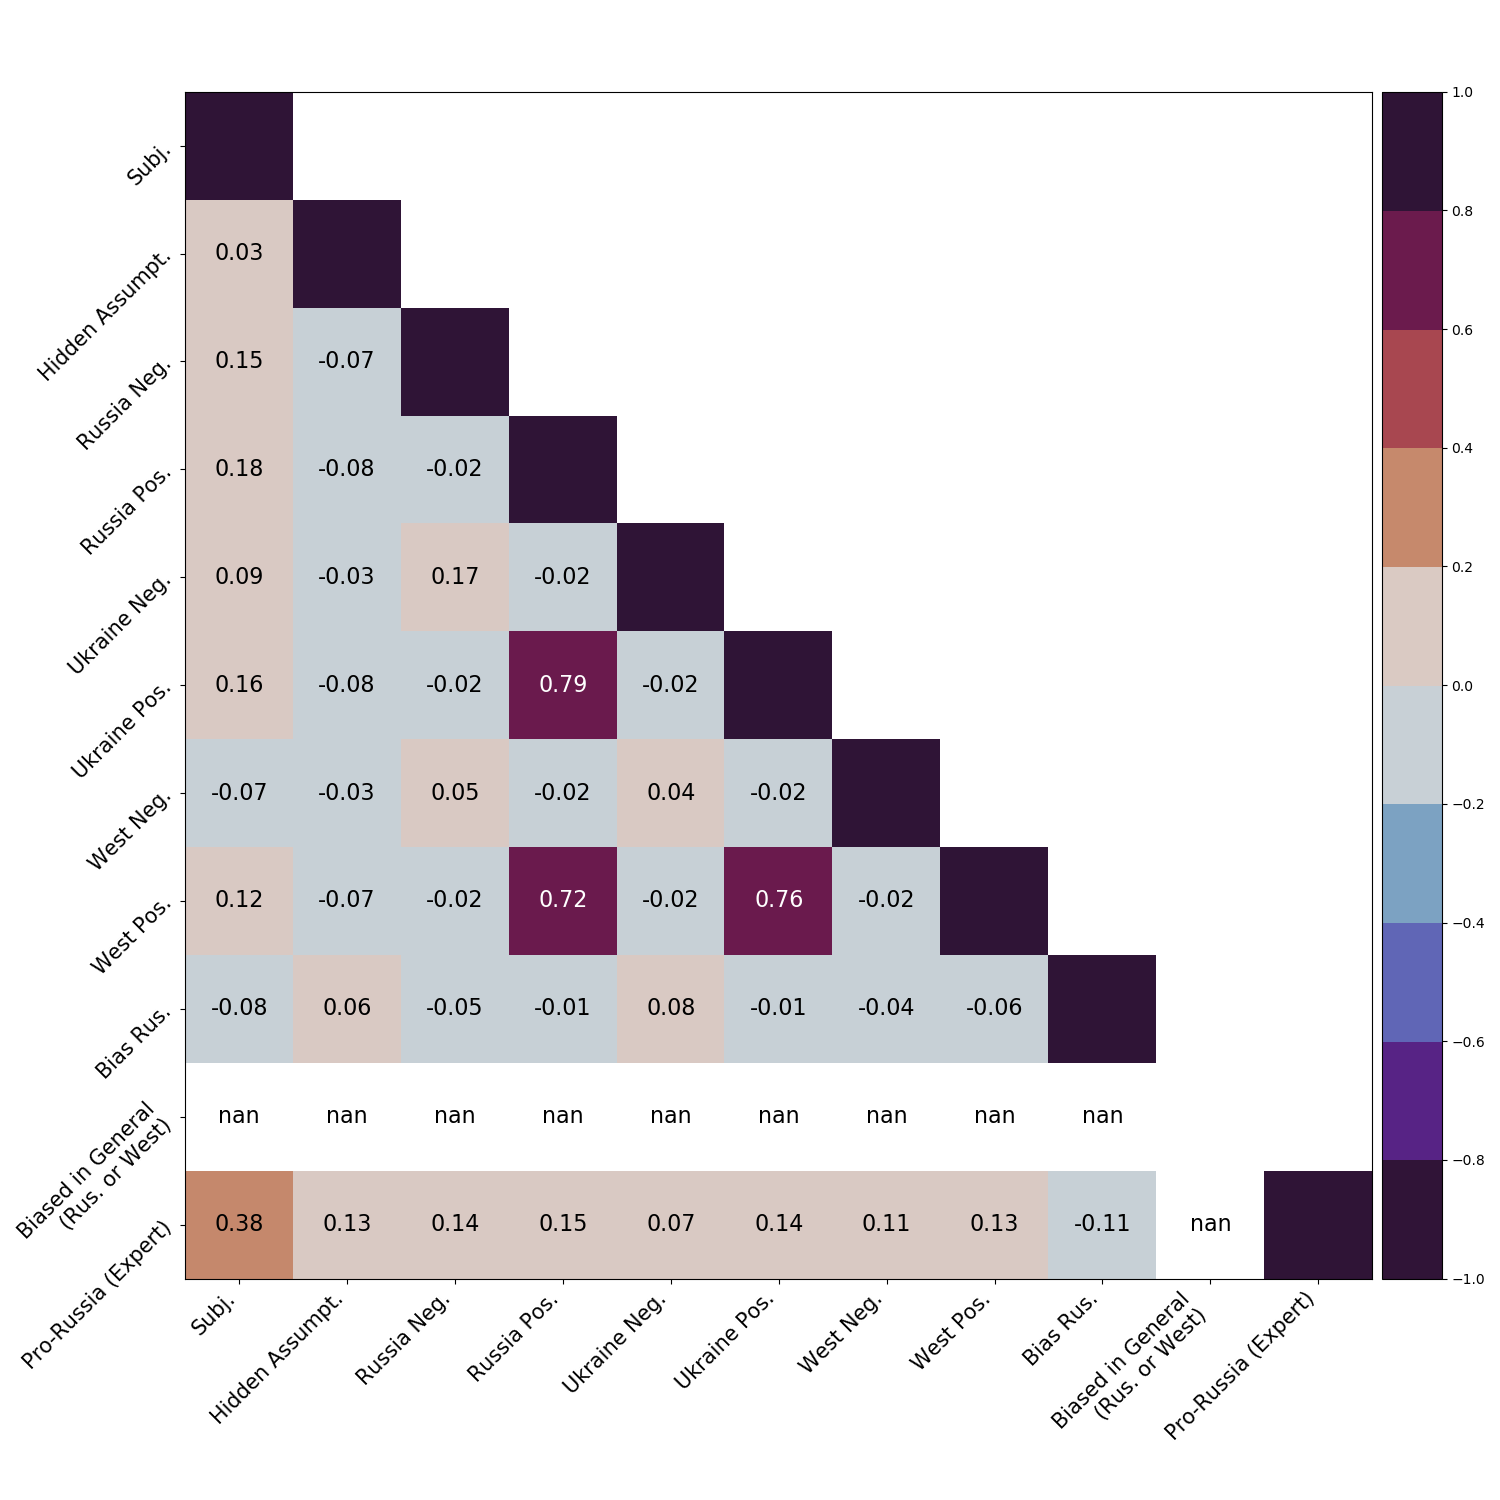 1.0
Subj.
0.8
Hidden Assumpt. 0.03
Russia Neg. 0.15 -0.07
0.6
Russia Pos. 0.18 -0.08 -0.02
0.4
Ukraine Neg. 0.09 -0.03 0.17 -0.02
0.2
Ukraine Pos. 0.16 -0.08 -0.02 0.79 -0.02
0.0
West Neg. -0.07 -0.03 0.05 -0.02 0.04 -0.02
−0.2
West Pos. 0.12 -0.07 -0.02 0.72 -0.02 0.76 -0.02
−0.4
Bias Rus. -0.08 0.06 -0.05 -0.01 0.08 -0.01 -0.04 -0.06
−0.6
Biased in General
(Rus. or West)
nan nan nan nan nan nan nan nan nan
−0.8
Pro-Russia (Expert) 0.38 0.13 0.14 0.15 0.07 0.14 0.11 0.13 -0.11 nan
−1.0
Subj.
Hidden Assumpt.
Russia Neg.
Russia Pos.
Ukraine Neg.
Ukraine Pos.
West Neg.
West Pos.
Bias Rus.
Biased in General
(Rus. or West)
Pro-Russia (Expert)